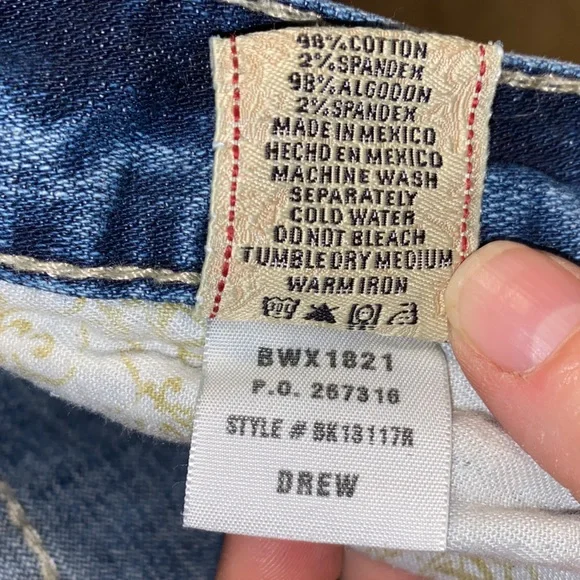 98% COTTON
2% SPANDEX
98% ALGODON
2% SPANDEX
MADE IN MEXICO
HECHO EN MEXICO
MACHINE WASH
SEPARATELY
COLD WATER
DO NOT BLEACH
TUMBLE DRY MEDIUM
WARM IRON
BWX1821
P.O. 267316
STYLE # BK13117R
DREW